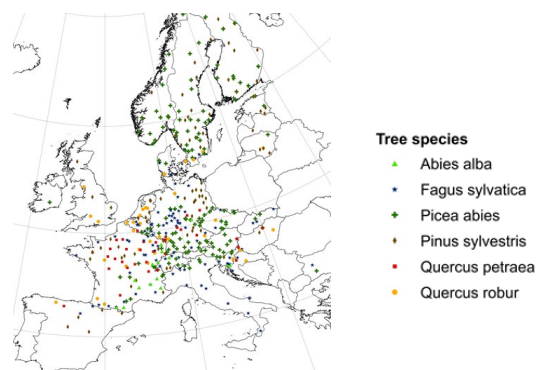 Tree species
Abies alba
Fagus sylvatica
Picea abies
Pinus sylvestris
Quercus petraea
Quercus robur